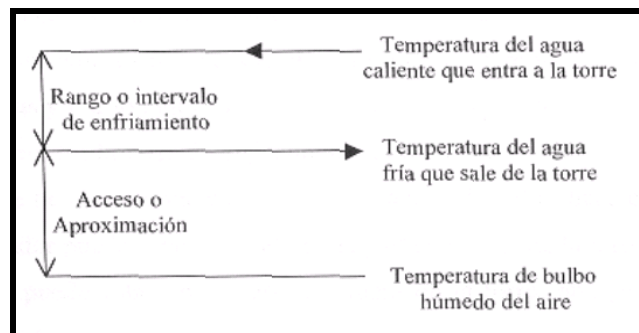 Temperatura del agua
caliente que entra a la torre
Rango o intervalo
de enfriamiento
Temperatura del agua
fría que sale de la torre
Acceso o
Aproximación
Temperatura de bulbo
húmedo del aire